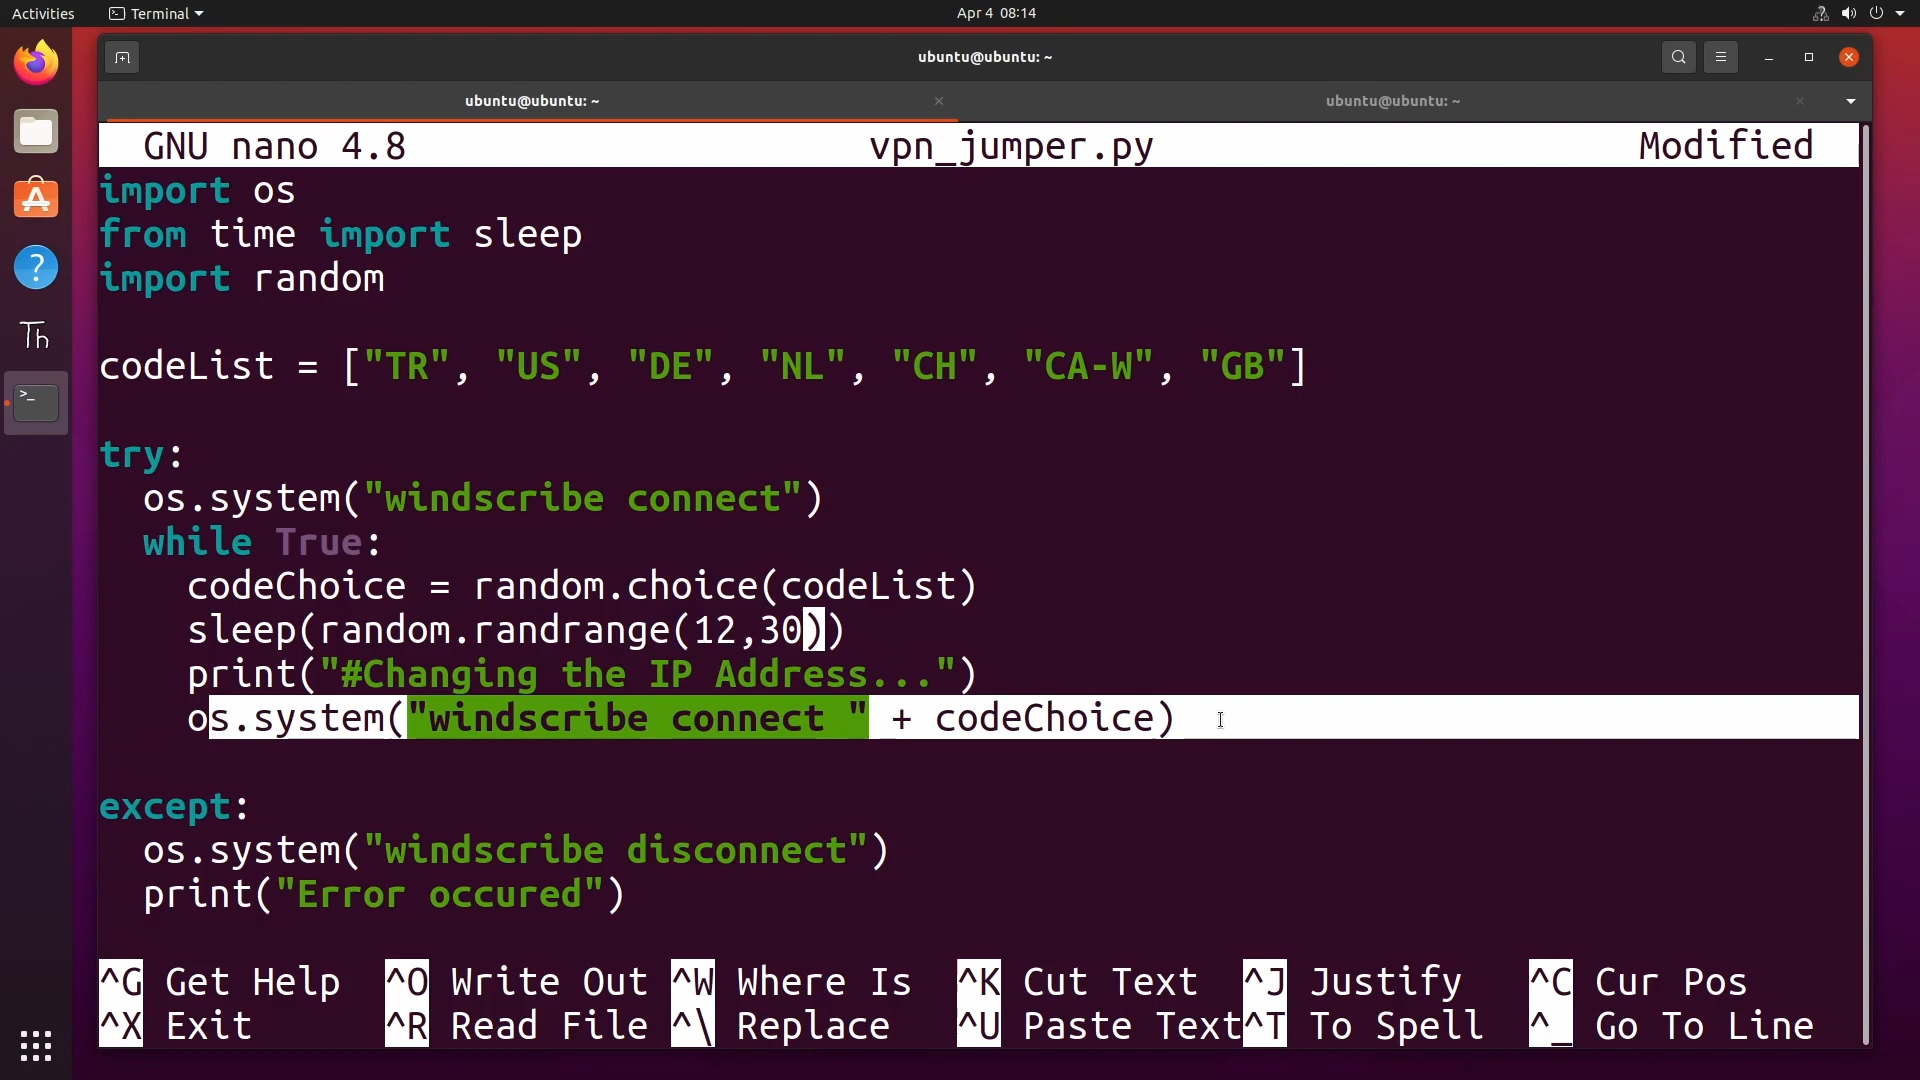 Activities Terminal Apr 4 08:14
ubuntu@ubuntu: ~
ubuntu@ubuntu: ~ ubuntu@ubuntu: ~
GNU nano 4.8 vpn_jumper.py Modified
import os
from time import sleep
import random
codeList = ["TR", "US", "DE", "NL", "CH", "CA-W", "GB"]
try:
os.system("windscribe connect")
while True:
codeChoice = random.choice(codeList)
sleep(random.randrange(12,30))
print("#Changing the IP Address...")
os.system("windscribe connect " + codeChoice)
except:
os.system("windscribe disconnect")
print("Error occured")
^G Get Help ^O Write Out ^W Where Is ^K Cut Text ^J Justify ^C Cur Pos
^X Exit ^R Read File ^\ Replace ^U Paste Text ^T To Spell ^_ Go To Line
Th